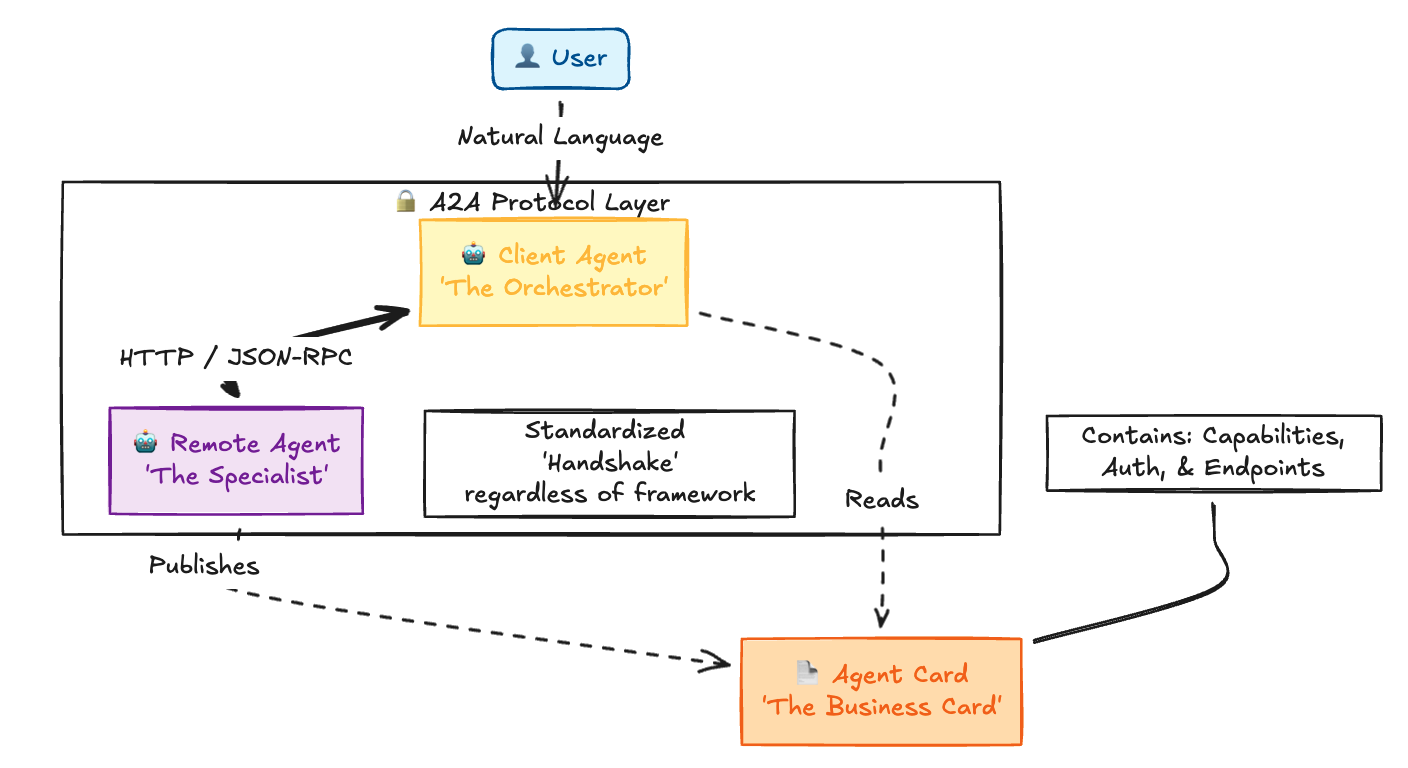 User
Natural Language
A2A Protocol Layer
Client Agent
'The Orchestrator'
HTTP / JSON-RPC
Remote Agent
'The Specialist'
Standardized
'Handshake'
regardless of framework
Reads
Contains: Capabilities,
Auth, & Endpoints
Publishes
Agent Card
'The Business Card'